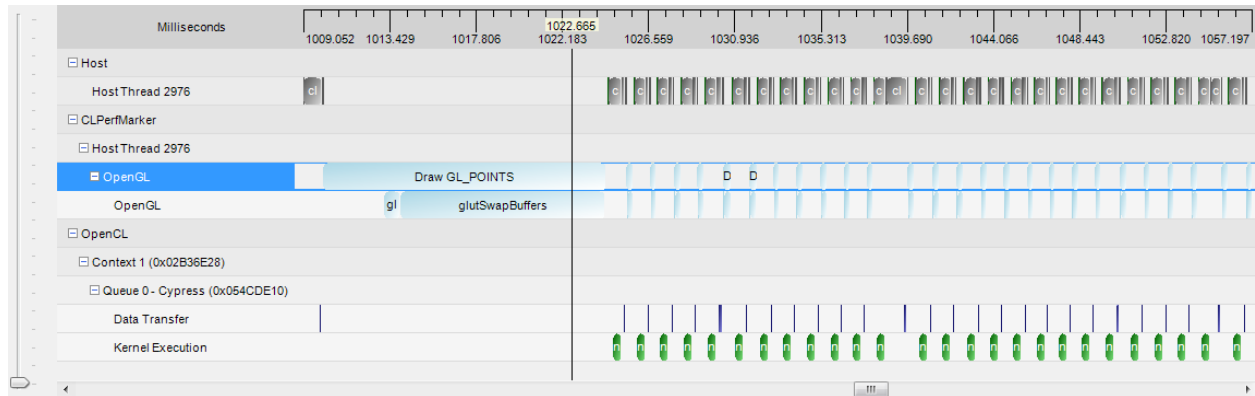 Milliseconds
1022.665
1009.052 1013.429 1017.806 1022.183 1026.559 1030.936 1035.313 1039.690 1044.066 1048.443 1052.820 1057.197
Host
Host Thread 2976 cl c c c c c c c c c c c c cl c c c c c c c c c c c c c c
CLPerfMarker
Host Thread 2976
OpenGL Draw GL_POINTS D D
OpenGL gl glutSwapBuffers
OpenCL
Context 1 (0x02B36E28)
Queue 0 - Cypress (0x054CDE10)
Data Transfer
Kernel Execution n n n n n n n n n n n n n n n n n n n n n n n n n n